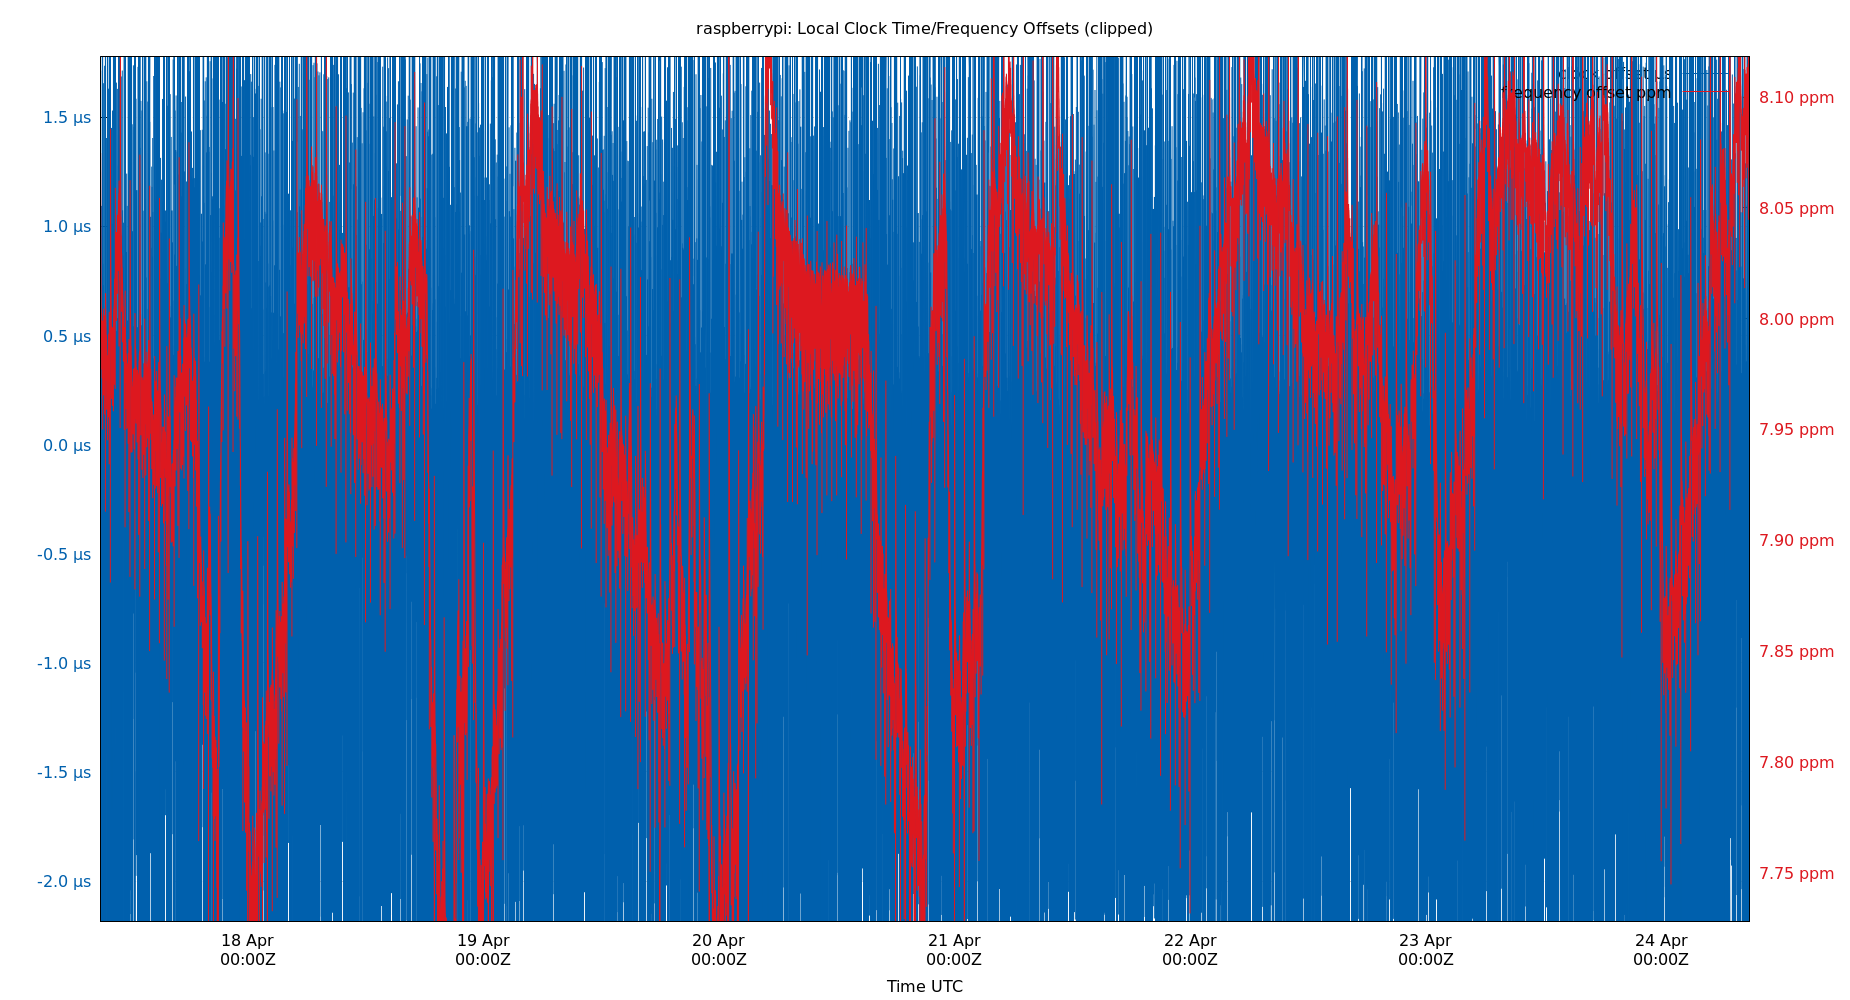 raspberrypi: Local Clock Time/Frequency Offsets (clipped)
clock offset µs
frequency offset ppm
1.5 µs
1.0 µs
0.5 µs
0.0 µs
-0.5 µs
-1.0 µs
-1.5 µs
-2.0 µs
8.10 ppm
8.05 ppm
8.00 ppm
7.95 ppm
7.90 ppm
7.85 ppm
7.80 ppm
7.75 ppm
18 Apr
00:00Z
19 Apr
00:00Z
20 Apr
00:00Z
21 Apr
00:00Z
22 Apr
00:00Z
23 Apr
00:00Z
24 Apr
00:00Z
Time UTC